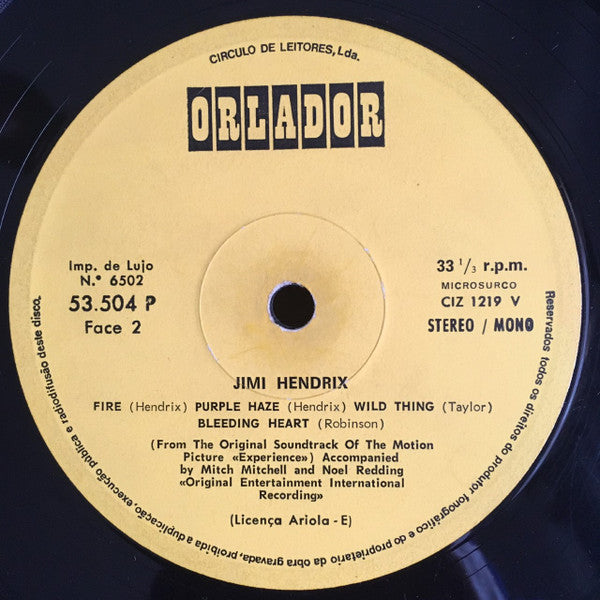 CIRCULO DE LEITORES, Lda.
ORLADOR
Imp. de Lujo
N.º 6502
53.504 P
Face 2
33 1/3 r.p.m.
MICROSURCO
CIZ 1219 V
STEREO / MONO
JIMI HENDRIX
FIRE (Hendrix) PURPLE HAZE (Hendrix) WILD THING (Taylor)
BLEEDING HEART (Robinson)
(From The Original Soundtrack Of The Motion
Picture «Experience») Accompanied
by Mitch Mitchell and Noel Redding
«Original Entertainment International
Recording»
(Licença Ariola - E)
Reservados todos os direitos do produtor fonográfico e do proprietario da obra gravada, proibida a duplicação, execução pública e radiodifusão deste disco.